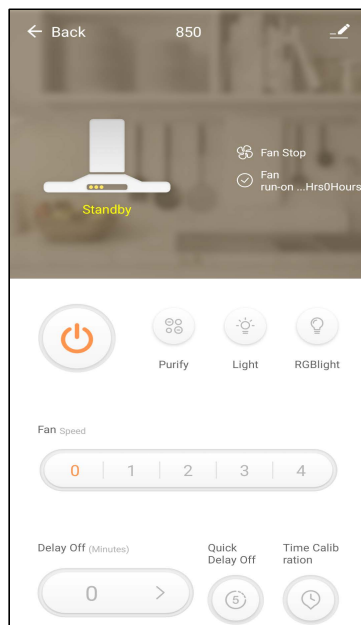 Back 850
Fan Stop
Fan
run-on ...Hrs0Hours
Standby
Purify Light RGBlight
Fan Speed
0 1 2 3 4
Delay Off (Minutes)
Quick
Delay Off
Time Calib
ration
0
5